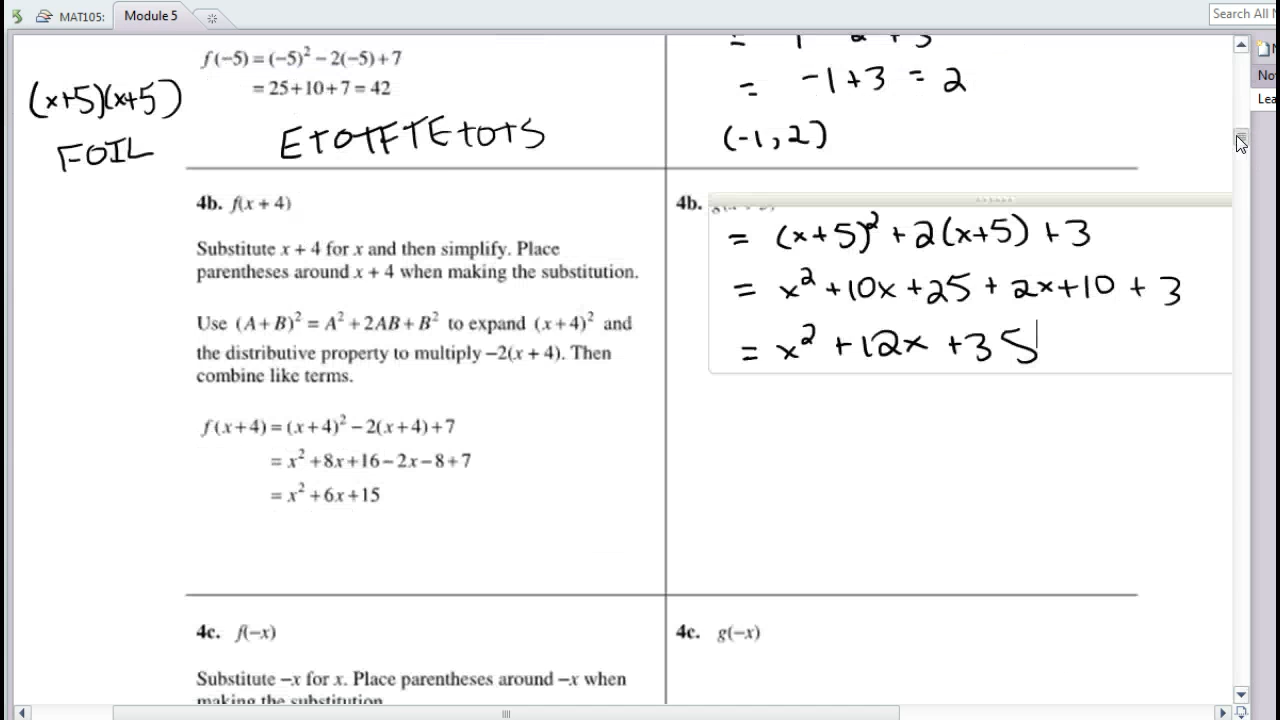 MAT105:
Module 5
Search All N
f(−5) = (−5)² − 2(−5) + 7
= 25 + 10 + 7 = 42
= −1 + 3 = 2
(-1, 2)
(x+5)(x+5)
FOIL
No
Lea
4b. f(x + 4)
Substitute x + 4 for x and then simplify. Place
parentheses around x + 4 when making the substitution.
Use (A + B)² = A² + 2AB + B² to expand (x + 4)² and
the distributive property to multiply −2(x + 4). Then
combine like terms.
f(x + 4) = (x + 4)² − 2(x + 4) + 7
= x² + 8x + 16 − 2x − 8 + 7
= x² + 6x + 15
4b.
= (x+5)² + 2(x+5) + 3
= x² + 10x + 25 + 2x + 10 + 3
= x² + 12x + 35
4c. f(−x)
Substitute −x for x. Place parentheses around −x when
making the substitution
4c. g(−x)